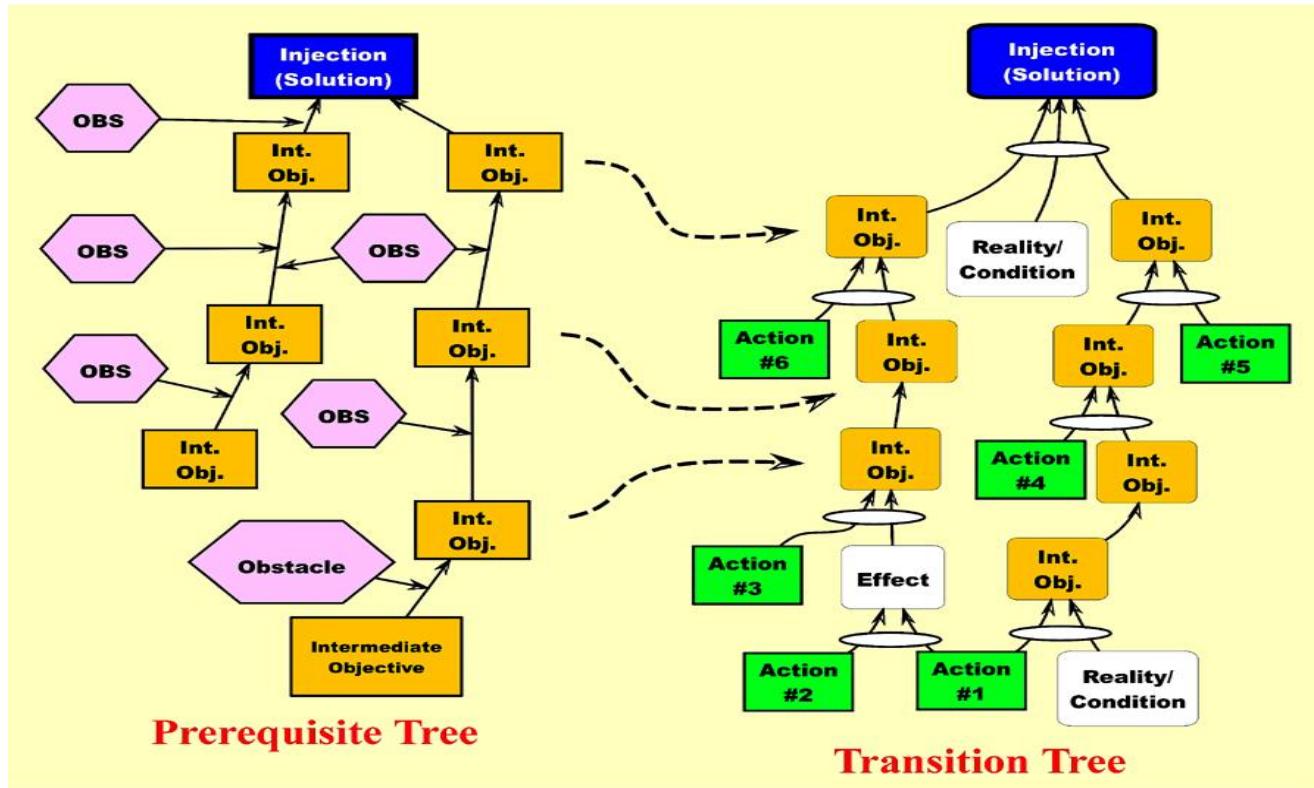 Injection
(Solution)
OBS
Int.
Obj.
Int.
Obj.
OBS
OBS
Int.
Obj.
Int.
Obj.
OBS
OBS
Int.
Obj.
Int.
Obj.
Obstacle
Intermediate
Objective
Prerequisite Tree
Injection
(Solution)
Int.
Obj.
Reality/
Condition
Int.
Obj.
Action
#6
Int.
Obj.
Int.
Obj.
Action
#5
Int.
Obj.
Action
#4
Int.
Obj.
Action
#3
Effect
Int.
Obj.
Action
#2
Action
#1
Reality/
Condition
Transition Tree